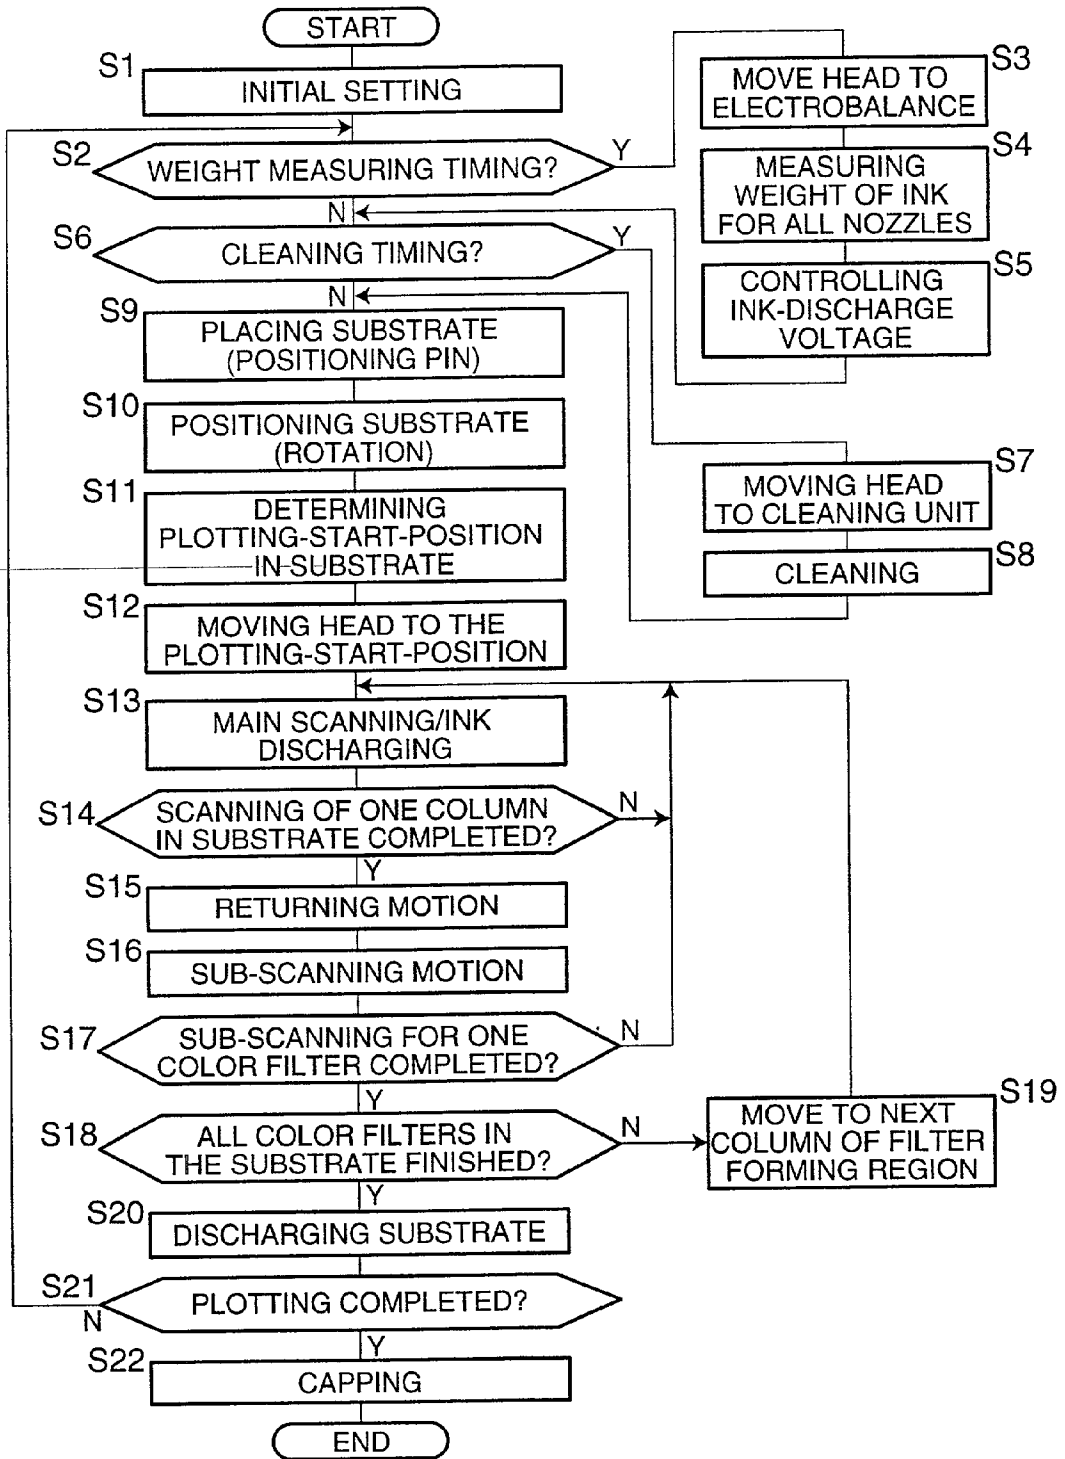 START
S1
INITIAL SETTING
S2
WEIGHT MEASURING TIMING?
Y
N
S3
MOVE HEAD TO
ELECTROBALANCE
S4
MEASURING
WEIGHT OF INK
FOR ALL NOZZLES
S5
CONTROLLING
INK-DISCHARGE
VOLTAGE
S6
CLEANING TIMING?
Y
N
S7
MOVING HEAD
TO CLEANING UNIT
S8
CLEANING
S9
PLACING SUBSTRATE
(POSITIONING PIN)
S10
POSITIONING SUBSTRATE
(ROTATION)
S11
DETERMINING
PLOTTING-START-POSITION
IN SUBSTRATE
S12
MOVING HEAD TO THE
PLOTTING-START-POSITION
S13
MAIN SCANNING/INK
DISCHARGING
S14
SCANNING OF ONE COLUMN
IN SUBSTRATE COMPLETED?
N
Y
S15
RETURNING MOTION
S16
SUB-SCANNING MOTION
S17
SUB-SCANNING FOR ONE
COLOR FILTER COMPLETED?
N
Y
S18
ALL COLOR FILTERS IN
THE SUBSTRATE FINISHED?
N
Y
S19
MOVE TO NEXT
COLUMN OF FILTER
FORMING REGION
S20
DISCHARGING SUBSTRATE
S21
PLOTTING COMPLETED?
N
Y
S22
CAPPING
END